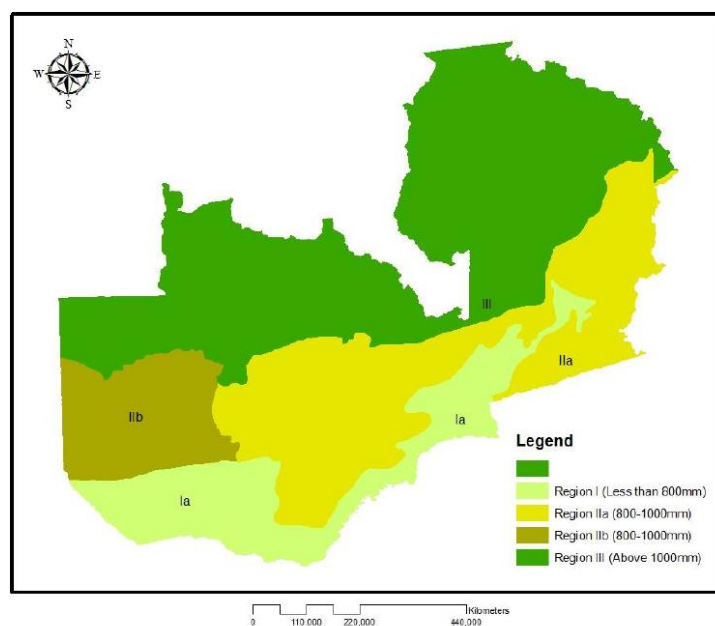 N
W E
S
III
IIa
IIb
Ia
Ia
Legend
Region I (Less than 800mm)
Region IIa (800-1000mm)
Region IIb (800-1000mm)
Region III (Above 1000mm)
Kilometers
0 110,000 220,000 440,000